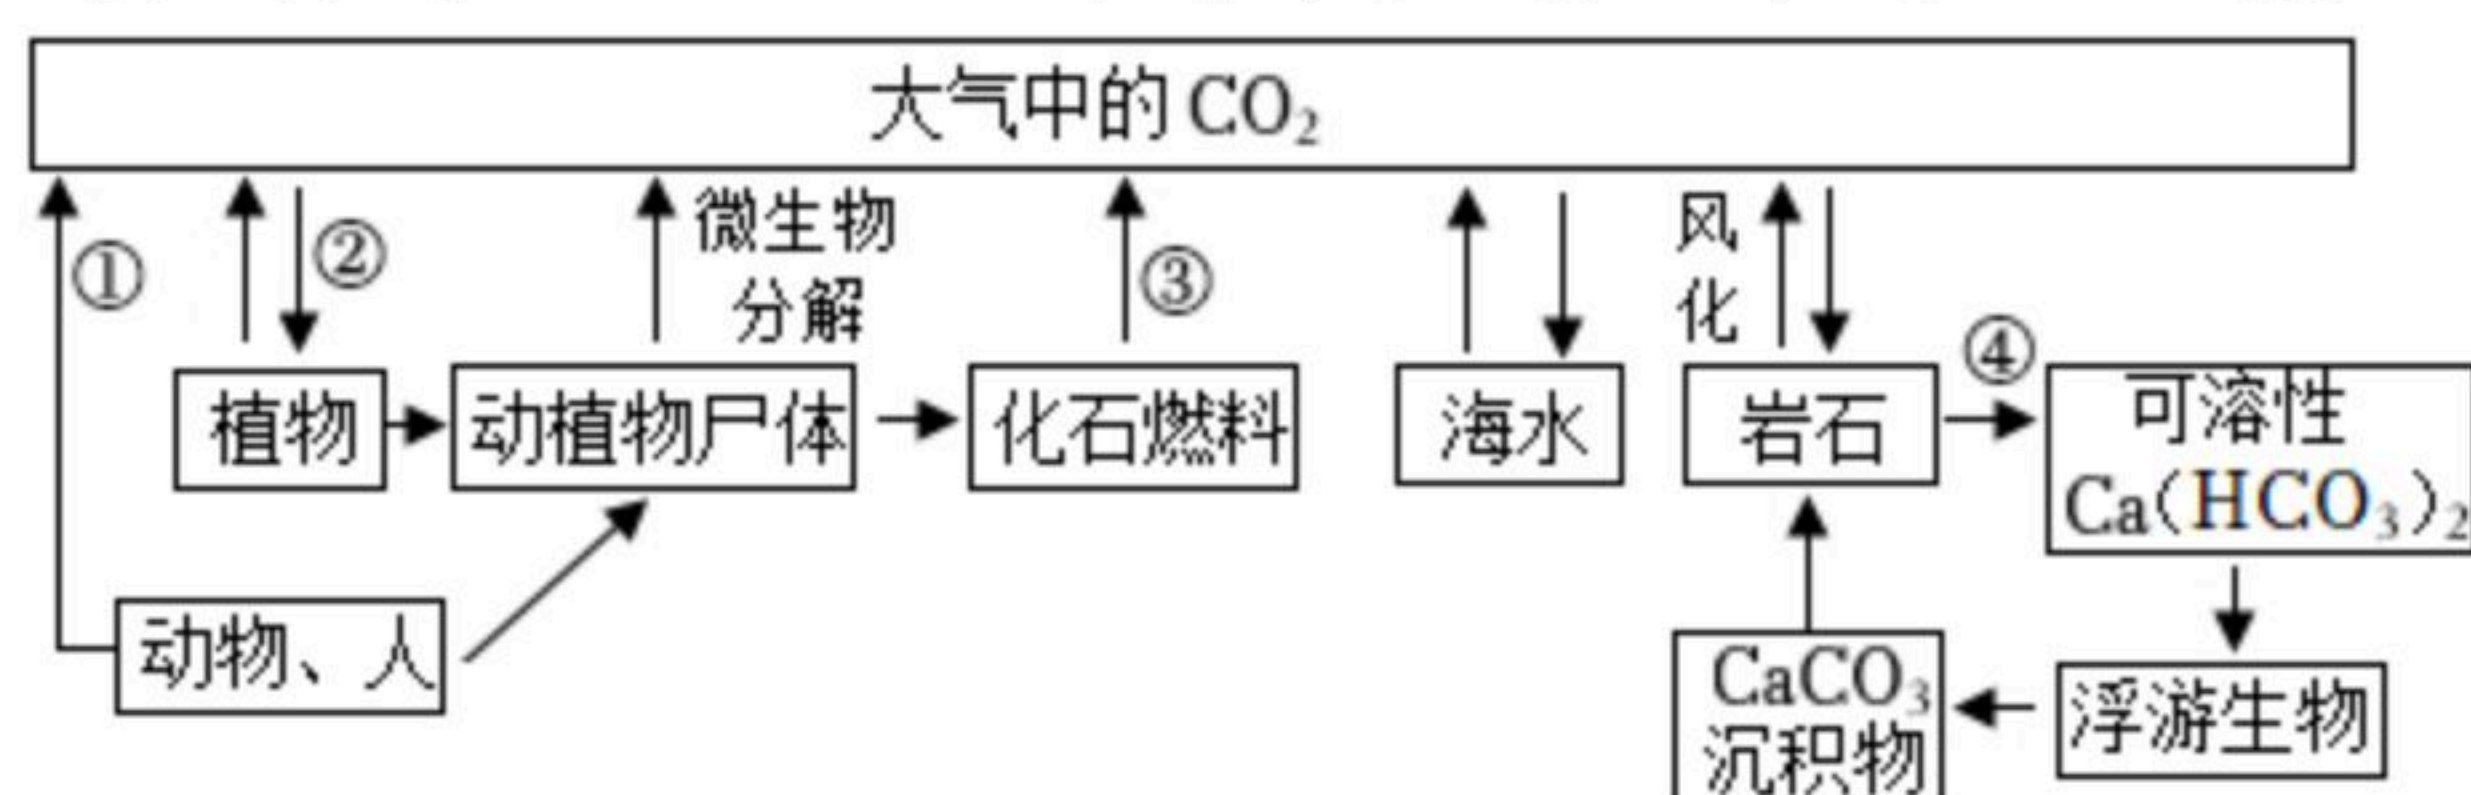 大气中的CO₂
①
②
微生物
分解
③
风
化
④
植物
动植物尸体
化石燃料
海水
岩石
可溶性
Ca(HCO₃)₂
动物、人
CaCO₃
沉积物
浮游生物